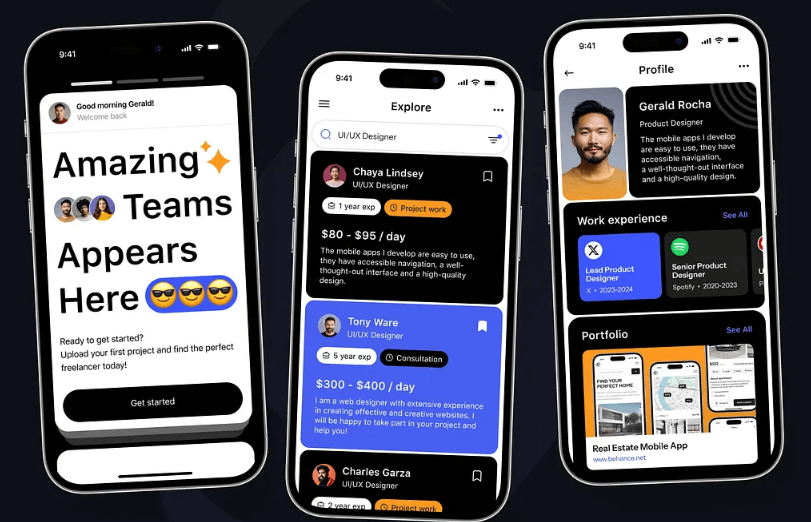 9:41
Good morning Gerald!
Welcome back
Amazing
Teams
Appears
Here
Ready to get started?
Upload your first project and find the perfect
freelancer today!
Get started
9:41
Explore
UI/UX Designer
Chaya Lindsey
UI/UX Designer
1 year exp
Project work
$80 - $95 / day
The mobile apps I develop are easy to use,
they have accessible navigation, a well-
thought-out interface and a high-quality
design.
Tony Ware
UI/UX Designer
5 year exp
Consultation
$300 - $400 / day
I am a web designer with extensive experience
in creating effective and creative websites. I
will be happy to take part in your project and
help you!
Charles Garza
UI/UX Designer
2 year exp
Project work
9:41
Profile
Gerald Rocha
Product Designer
The mobile apps I develop
are easy to use, they have
accessible navigation,
a well-thought-out interface
and a high-quality design.
Work experience
See All
Lead Product
Designer
X • 2023-2024
Senior Product
Designer
Spotify • 2020-2023
Portfolio
See All
FIND YOUR
PERFECT HOME
Real Estate Mobile App
www.behance.net